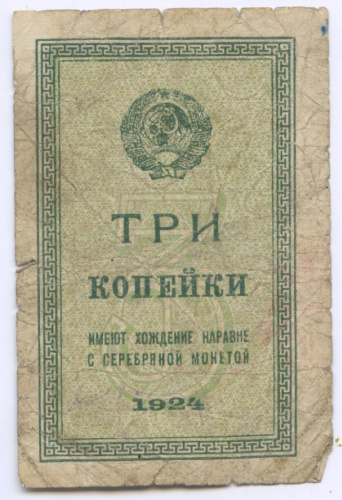 ТРИ
КОПЕЙКИ
ИМЕЮТ ХОЖДЕНИЕ НАРАВНЕ
С СЕРЕБРЯНОЙ МОНЕТОЙ
1924